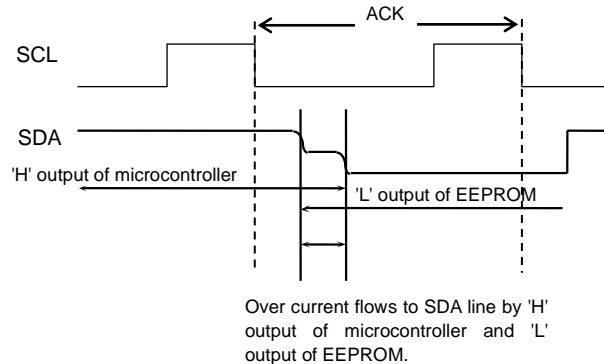 ACK
SCL
SDA
'H' output of microcontroller
'L' output of EEPROM
Over current flows to SDA line by 'H'
output of microcontroller and 'L'
output of EEPROM.